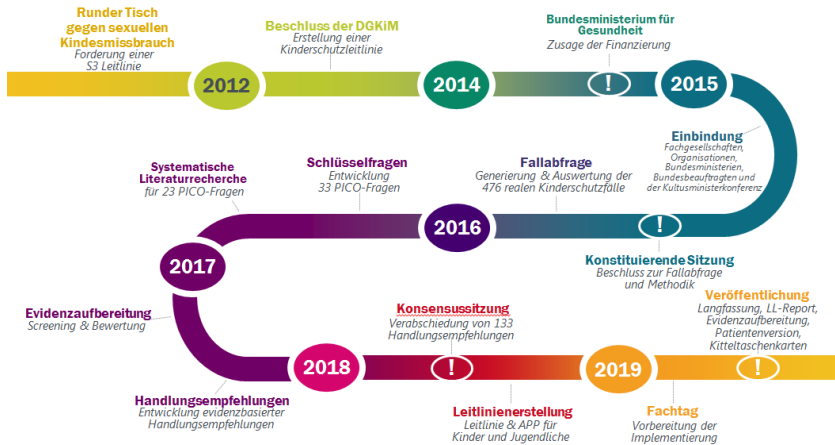 Runder Tisch
gegen sexuellen
Kindesmissbrauch
Forderung einer
S3 Leitlinie
2012
Beschluss der DGKiM
Erstellung einer
Kinderschutzleitlinie
2014
Bundesministerium für
Gesundheit
Zusage der Finanzierung
!
2015
Einbindung
Fachgesellschaften,
Organisationen,
Bundesministerien,
Bundesbeauftragten und
der Kultusministerkonferenz
!
Konstituierende Sitzung
Beschluss zur Fallabfrage
und Methodik
Fallabfrage
Generierung & Auswertung der
476 realen Kinderschutzfälle
2016
Schlüsselfragen
Entwicklung
33 PICO-Fragen
Systematische
Literaturrecherche
für 23 PICO-Fragen
2017
Evidenzaufbereitung
Screening & Bewertung
Handlungsempfehlungen
Entwicklung evidenzbasierter
Handlungsempfehlungen
2018
Konsensussitzung
Verabschiedung von 133
Handlungsempfehlungen
!
Leitlinienerstellung
Leitlinie & APP für
Kinder und Jugendliche
2019
Fachtag
Vorbereitung der
Implementierung
Veröffentlichung
Langfassung, LL-Report,
Evidenzaufbereitung,
Patientenversion,
Kitteltaschenkarten
!